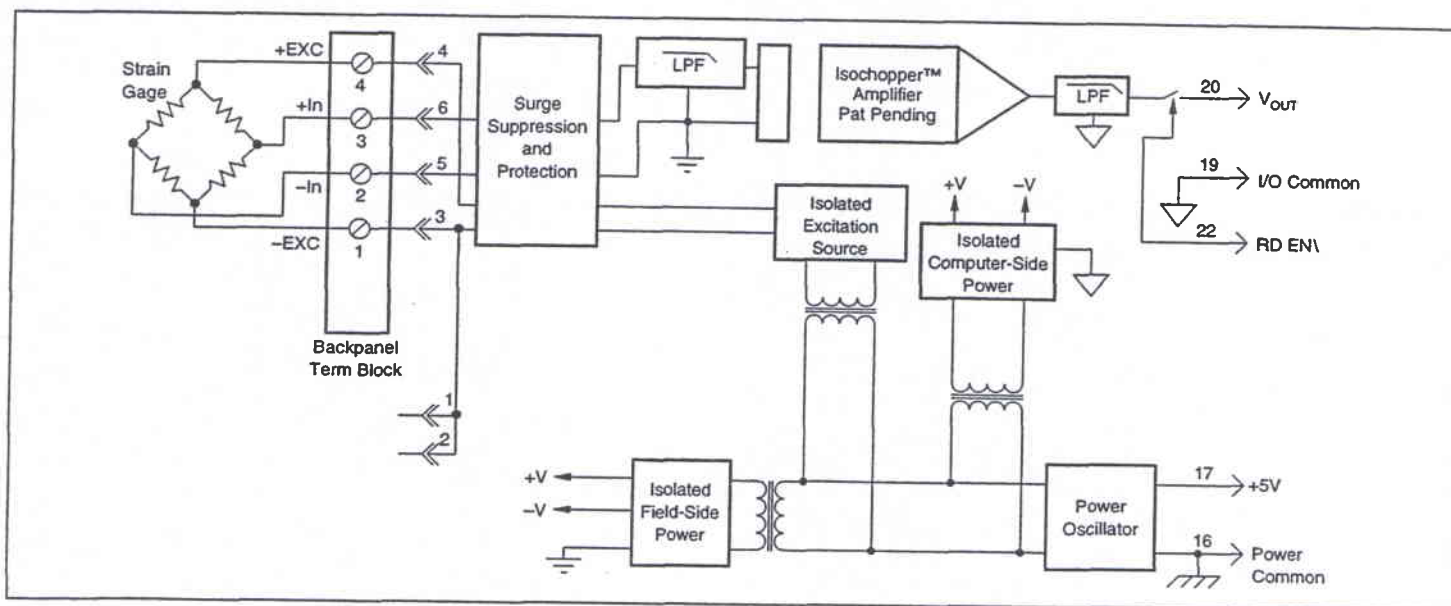 +EXC
Strain
Gage
+In
−In
−EXC
4
3
2
1
4
6
5
3
1
2
Backpanel
Term Block
Surge
Suppression
and
Protection
LPF
Isochopper™
Amplifier
Pat Pending
LPF
20
VOUT
19
I/O Common
22
RD EN\
Isolated
Excitation
Source
+V
−V
Isolated
Computer-Side
Power
+V
−V
Isolated
Field-Side
Power
Power
Oscillator
17
+5V
16
Power
Common